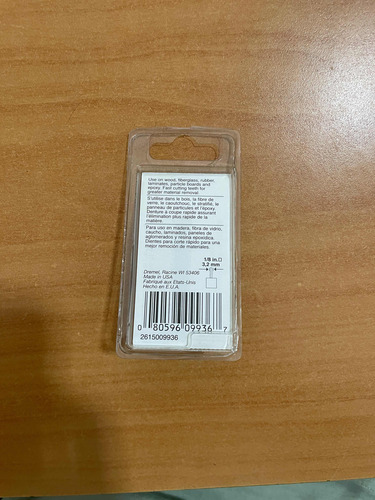 Use on wood, fiberglass, rubber,
laminates, particle boards and
epoxy. Fast cutting teeth for
greater material removal.
S'utilise dans le bois, la fibre de
verre, le caoutchouc, le stratifié, le
panneau de particules et l'époxy.
Denture à coupe rapide assurant
l'élimination plus rapide de la
matière.
Para uso en madera, fibra de vidrio,
caucho, laminados, paneles de
aglomerados y resina epoxídica.
Dientes para corte rápido para una
mejor remoción de materiales.
1/8 in.
3,2 mm
Dremel, Racine WI 53406
Made in USA
Fabriqué aux États-Unis
Hecho en E.U.A.
0 80596 09936 7
2615009936